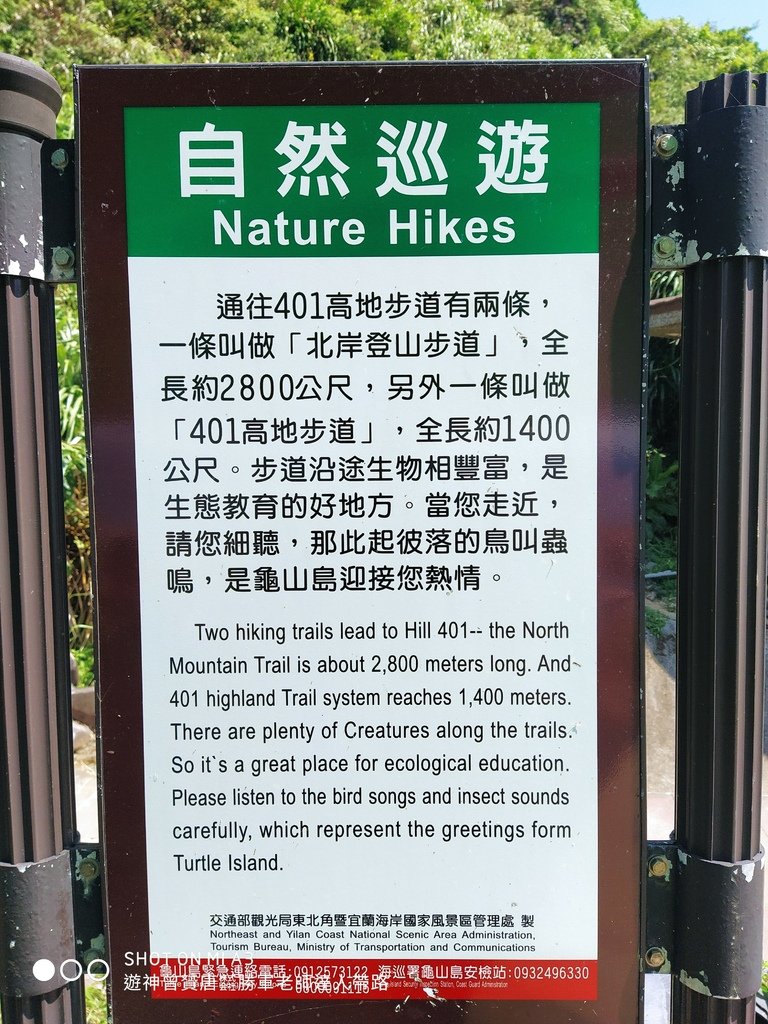 自然巡遊
Nature Hikes
通往401高地步道有兩條，
一條叫做「北岸登山步道」，全
長約2800公尺，另外一條叫做
「401高地步道」，全長約1400
公尺。步道沿途生物相豐富，是
生態教育的好地方。當您走近，
請您細聽，那此起彼落的鳥叫蟲
鳴，是龜山島迎接您熱情。
Two hiking trails lead to Hill 401-- the North
Mountain Trail is about 2,800 meters long. And
401 highland Trail system reaches 1,400 meters.
There are plenty of Creatures along the trails.
So it`s a great place for ecological education.
Please listen to the bird songs and insect sounds
carefully, which represent the greetings form
Turtle Island.
交通部觀光局東北角暨宜蘭海岸國家風景區管理處 製
Northeast and Yilan Coast National Scenic Area Administration,
Tourism Bureau, Ministry of Transportation and Communications
龜山島緊急連絡電話:0912573122 海巡署龜山島安檢站:0932496330
SHOT ON MI A3